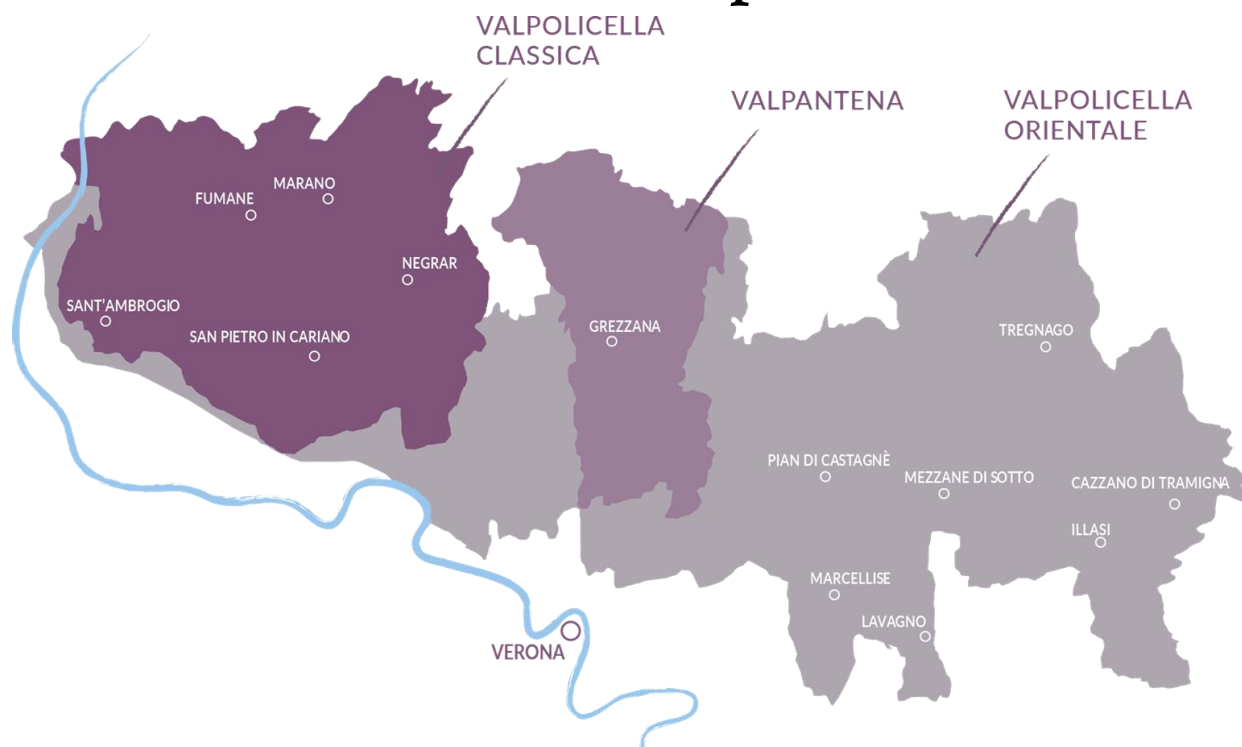 VALPOLICELLA
CLASSICA
VALPANTENA
VALPOLICELLA
ORIENTALE
MARANO
FUMANE
NEGRAR
SANT'AMBROGIO
SAN PIETRO IN CARIANO
GREZZANA
TREGNAGO
PIAN DI CASTAGNÈ
MEZZANE DI SOTTO
CAZZANO DI TRAMIGNA
ILLASI
MARCELLISE
LAVAGNO
VERONA